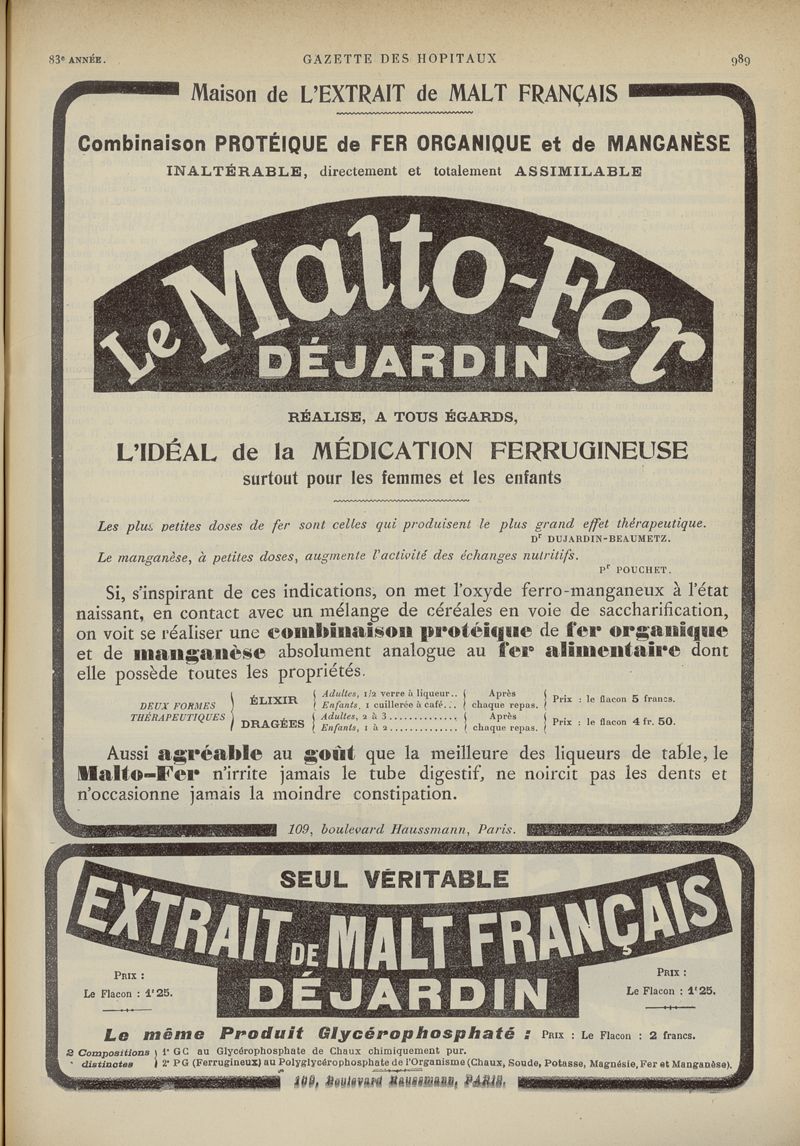 83e ANNÉE. GAZETTE DES HOPITAUX 989
Maison de L'EXTRAIT de MALT FRANÇAIS
Combinaison PROTÉIQUE de FER ORGANIQUE et de MANGANÈSE
INALTÉRABLE, directement et totalement ASSIMILABLE
Le Malto-Fer
DÉJARDIN
RÉALISE, A TOUS ÉGARDS,
L'IDÉAL de la MÉDICATION FERRUGINEUSE
surtout pour les femmes et les enfants
Les plus petites doses de fer sont celles qui produisent le plus grand effet thérapeutique.
Dr DUJARDIN-BEAUMETZ.
Le manganèse, à petites doses, augmente l'activité des échanges nutritifs.
Pr POUCHET.
Si, s'inspirant de ces indications, on met l'oxyde ferro-manganeux à l'état
naissant, en contact avec un mélange de céréales en voie de saccharification,
on voit se réaliser une combinaison protéique de fer organique
et de manganèse absolument analogue au fer alimentaire dont
elle possède toutes les propriétés.
DEUX FORMES
THÉRAPEUTIQUES
ÉLIXIR
Adultes, 1/2 verre à liqueur..
Enfants, 1 cuillerée à café...
Après
chaque repas.
Prix : le flacon 5 francs.
DRAGÉES
Adultes, 2 à 3.............
Enfants, 1 à 2.............
Après
chaque repas.
Prix : le flacon 4 fr. 50.
Aussi agréable au goût que la meilleure des liqueurs de table, le
Malto-Fer n'irrite jamais le tube digestif, ne noircit pas les dents et
n'occasionne jamais la moindre constipation.
109, boulevard Haussmann, Paris.
SEUL VÉRITABLE
EXTRAIT DE MALT FRANÇAIS
DÉJARDIN
PRIX :
Le Flacon : 1f25.
PRIX :
Le Flacon : 1f25.
Le même Produit Glycérophosphaté : PRIX : Le Flacon : 2 francs.
2 Compositions
distinctes
1° GC au Glycérophosphate de Chaux chimiquement pur.
2° PG (Ferrugineux) au Polyglycérophosphate de l'Organisme (Chaux, Soude, Potasse, Magnésie, Fer et Manganèse).
109, Boulevard Haussmann, PARIS.